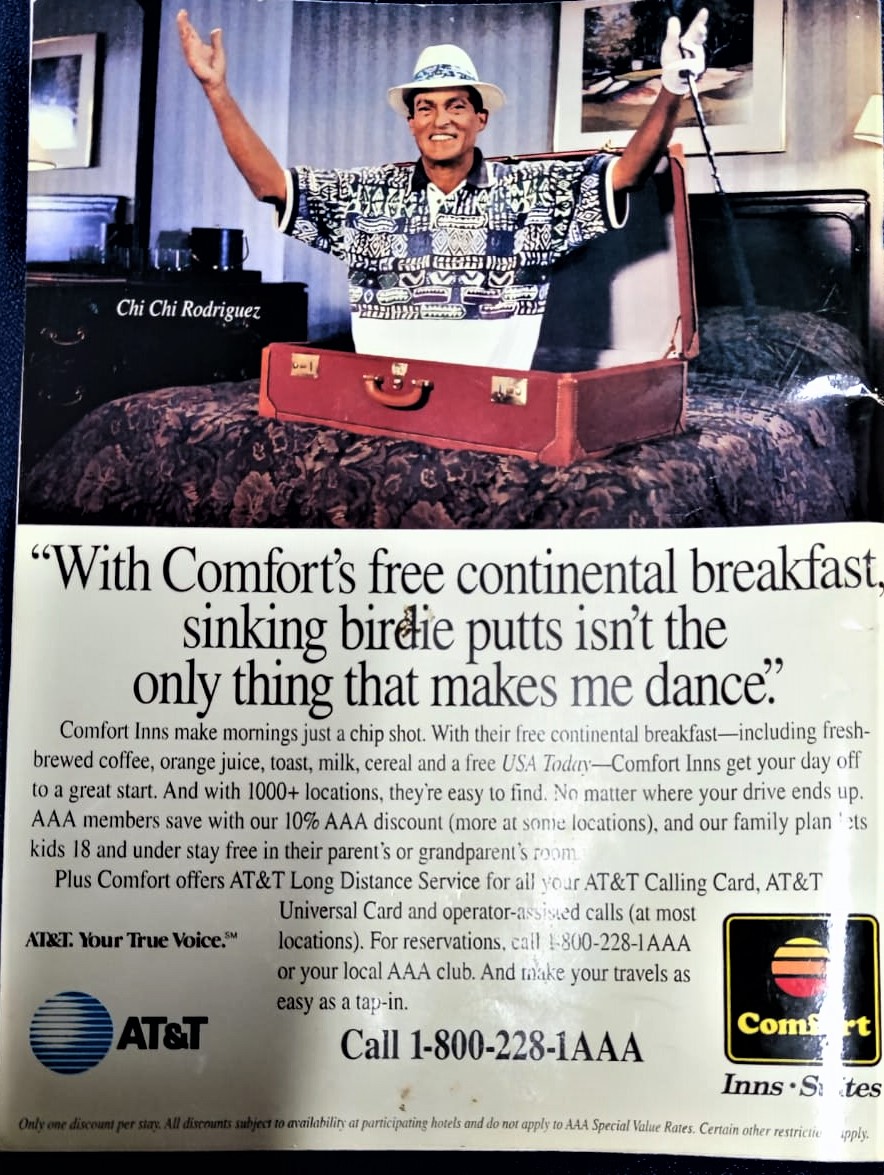 Chi Chi Rodriguez
“With Comfort's free continental breakfast,
sinking birdie putts isn't the
only thing that makes me dance.”
Comfort Inns make mornings just a chip shot. With their free continental breakfast—including fresh-
brewed coffee, orange juice, toast, milk, cereal and a free USA Today—Comfort Inns get your day off
to a great start. And with 1000+ locations, they're easy to find. No matter where your drive ends up.
AAA members save with our 10% AAA discount (more at some locations), and our family plan lets
kids 18 and under stay free in their parent's or grandparent's room.
Plus Comfort offers AT&T Long Distance Service for all your AT&T Calling Card, AT&T
Universal Card and operator-assisted calls (at most
locations). For reservations, call 1-800-228-1AAA
or your local AAA club. And make your travels as
easy as a tap-in.
AT&T. Your True Voice.℠
AT&T
Call 1-800-228-1AAA
Comfort
Inns · Suites
Only one discount per stay. All discounts subject to availability at participating hotels and do not apply to AAA Special Value Rates. Certain other restrictions apply.